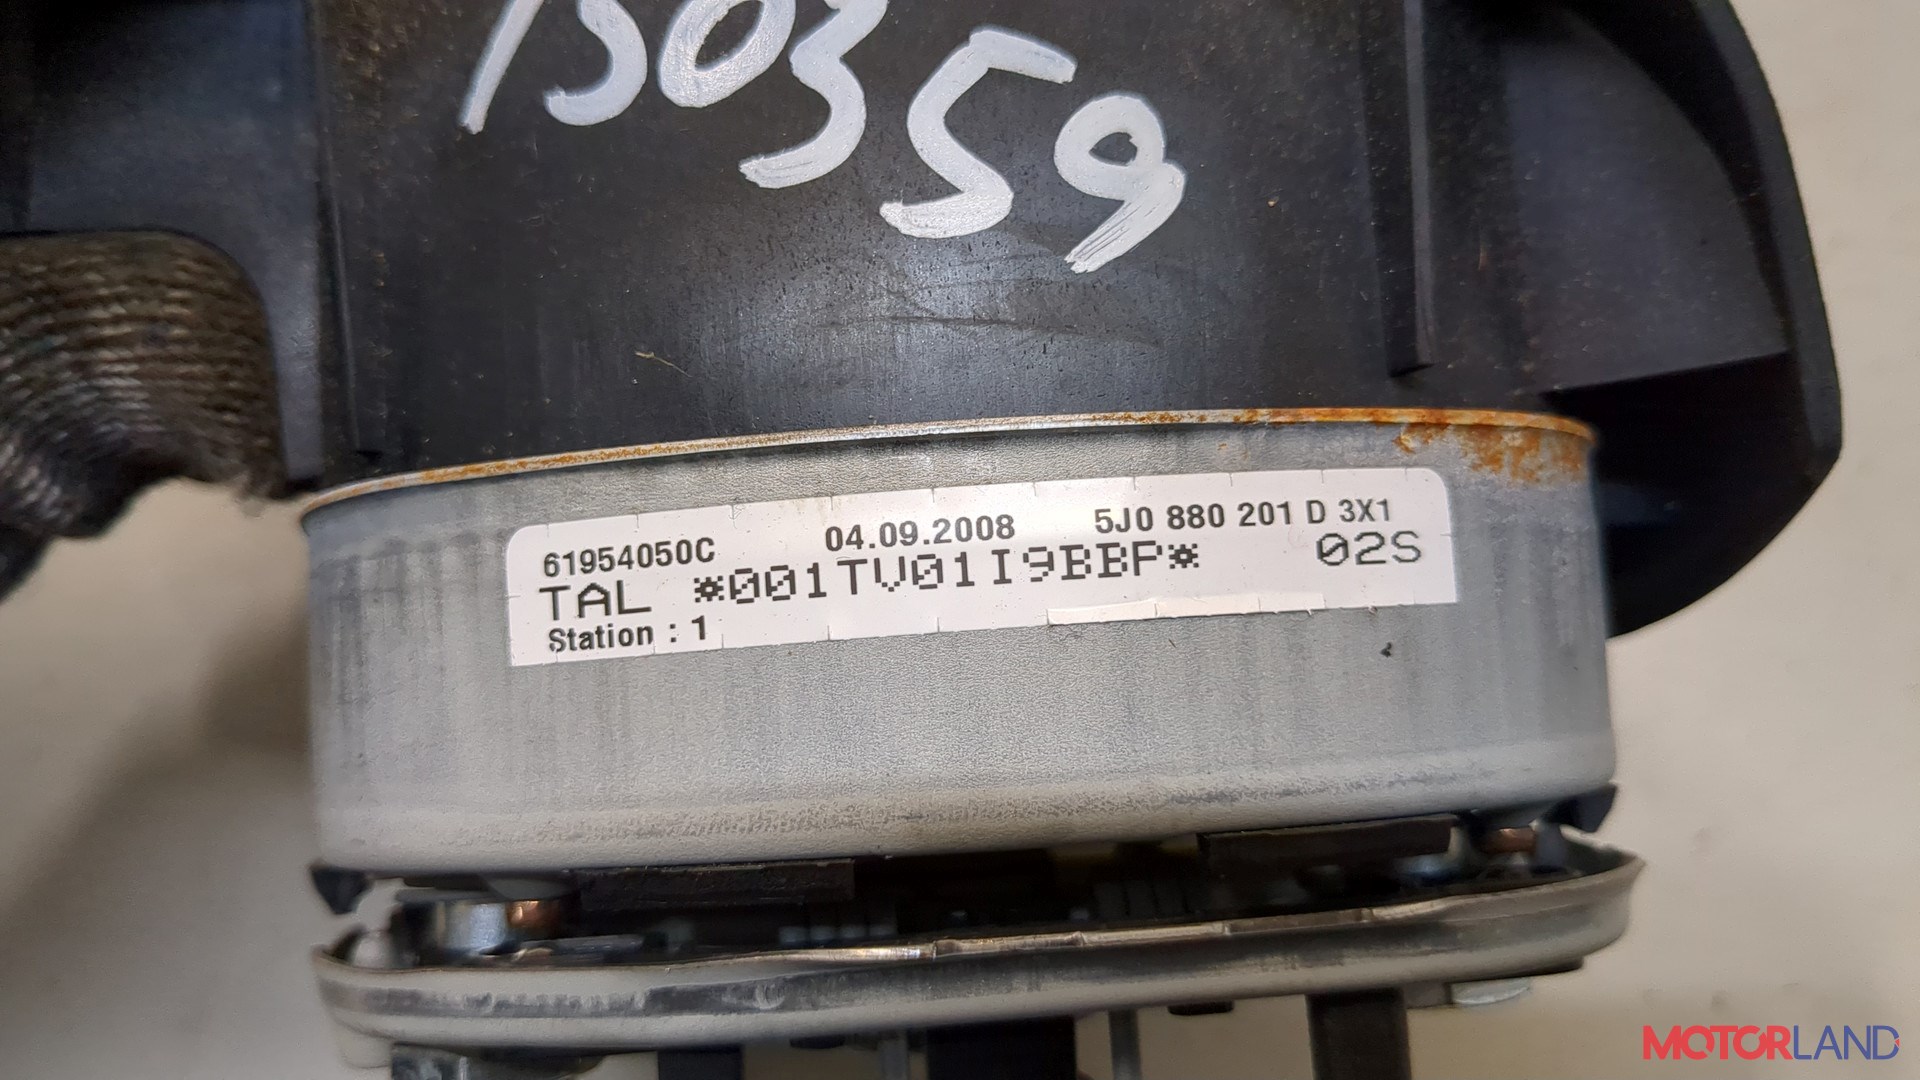 150359
61954050C 04.09.2008 5J0 880 201 D 3X1
TAL *001TV01I9BBP* 02S
Station : 1
MOTORLAND